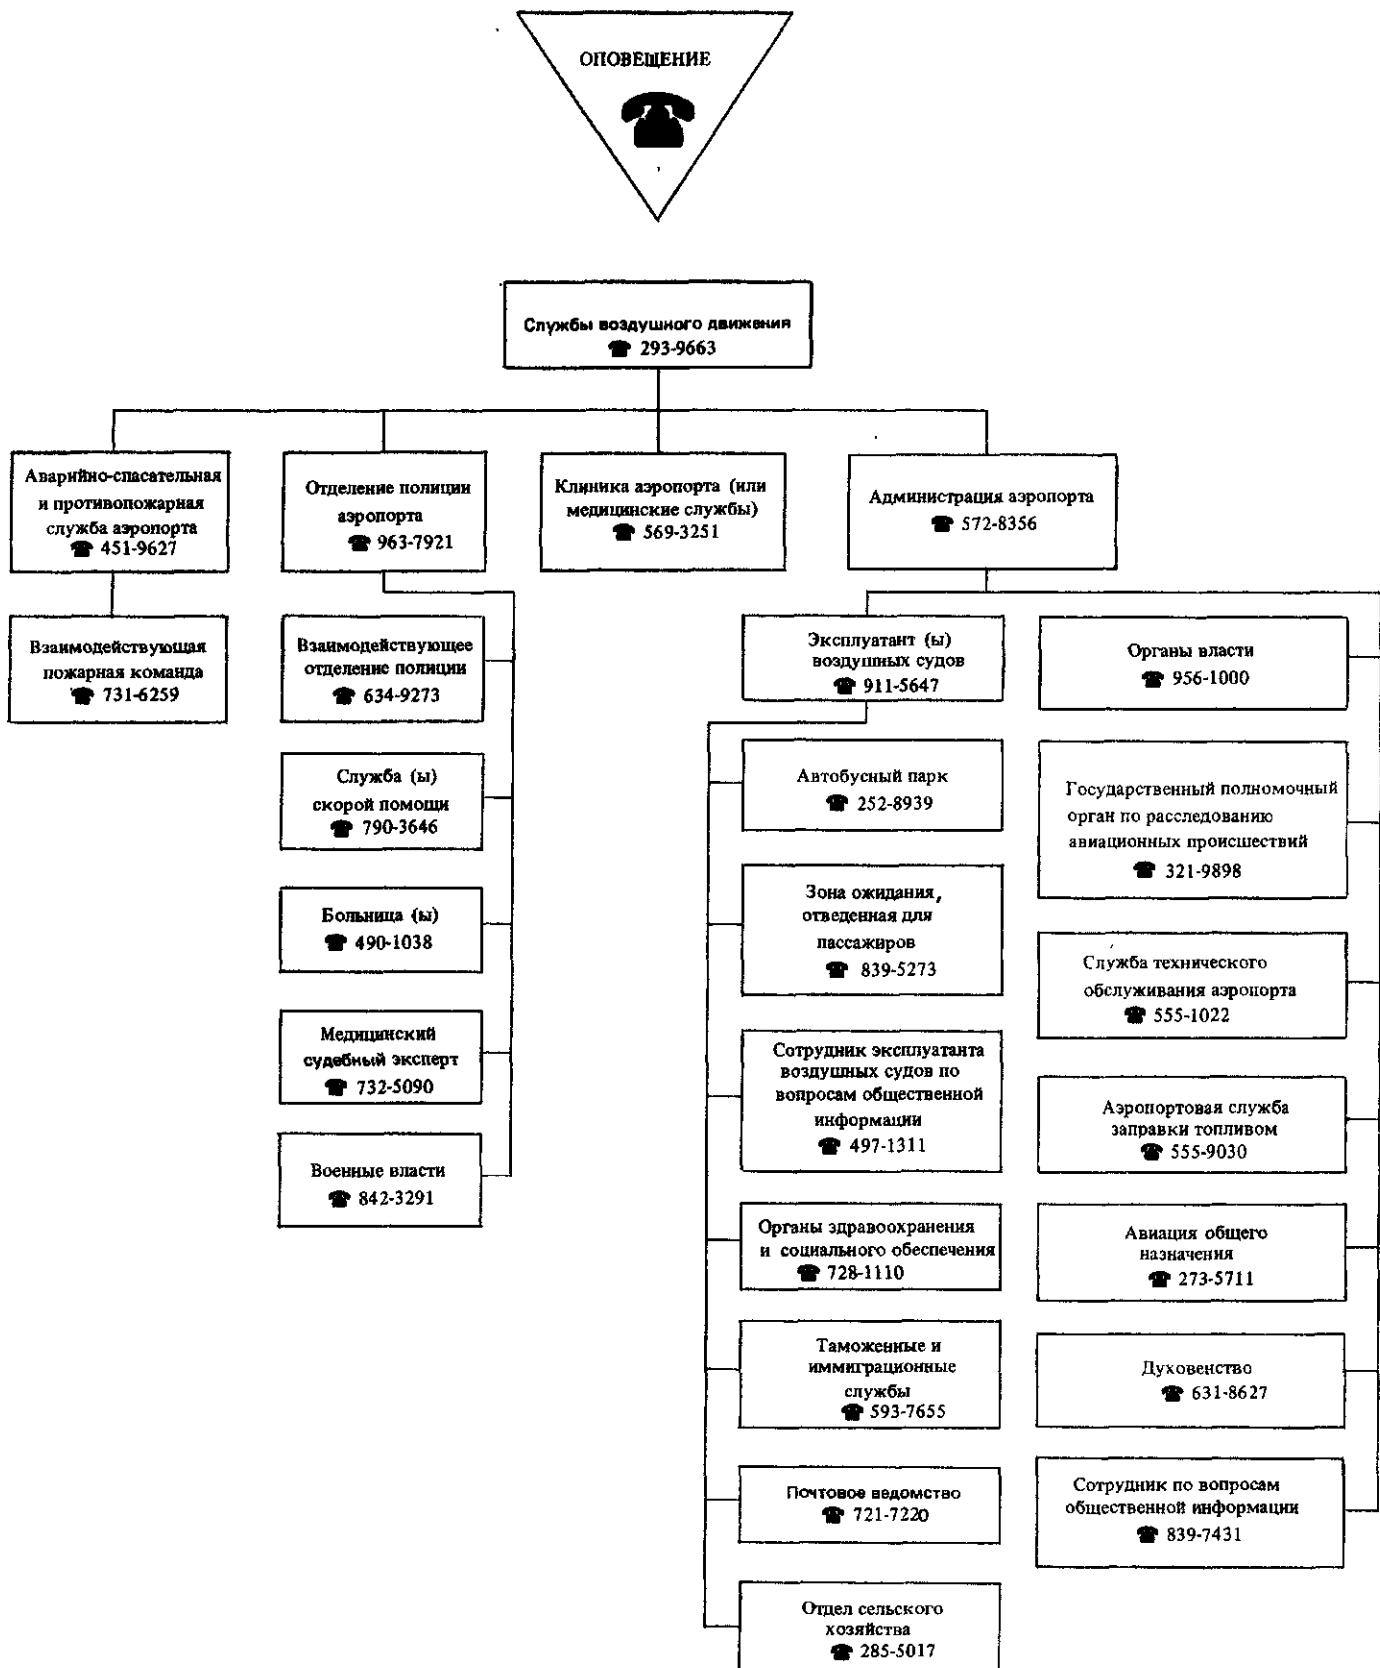 ОПОВЕЩЕНИЕ
Службы воздушного движения
☎ 293-9663
Аварийно-спасательная
и противопожарная
служба аэропорта
☎ 451-9627
Отделение полиции
аэропорта
☎ 963-7921
Клиника аэропорта (или
медицинские службы)
☎ 569-3251
Администрация аэропорта
☎ 572-8356
Взаимодействующая
пожарная команда
☎ 731-6259
Взаимодействующее
отделение полиции
☎ 634-9273
Служба (ы)
скорой помощи
☎ 790-3646
Больница (ы)
☎ 490-1038
Медицинский
судебный эксперт
☎ 732-5090
Военные власти
☎ 842-3291
Эксплуатант (ы)
воздушных судов
☎ 911-5647
Автобусный парк
☎ 252-8939
Зона ожидания,
отведенная для
пассажиров
☎ 839-5273
Сотрудник эксплуатанта
воздушных судов по
вопросам общественной
информации
☎ 497-1311
Органы здравоохранения
и социального обеспечения
☎ 728-1110
Таможенные и
иммиграционные
службы
☎ 593-7655
Почтовое ведомство
☎ 721-7220
Отдел сельского
хозяйства
☎ 285-5017
Органы власти
☎ 956-1000
Государственный полномочный
орган по расследованию
авиационных происшествий
☎ 321-9898
Служба технического
обслуживания аэропорта
☎ 555-1022
Аэропортовая служба
заправки топливом
☎ 555-9030
Авиация общего
назначения
☎ 273-5711
Духовенство
☎ 631-8627
Сотрудник по вопросам
общественной информации
☎ 839-7431